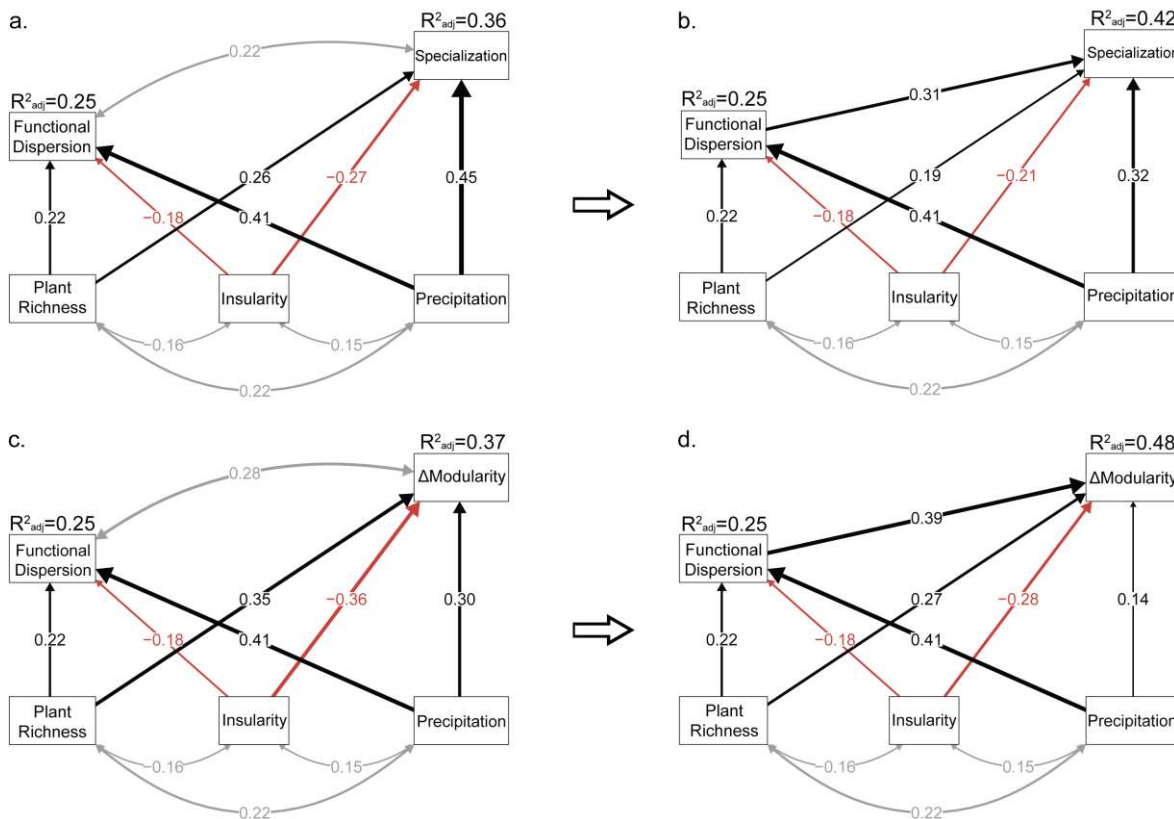 a.
R²adj=0.36
Specialization
0.22
R²adj=0.25
Functional
Dispersion
0.26
−0.27
0.45
0.22
−0.18
0.41
Plant
Richness
Insularity
Precipitation
−0.16
0.15
0.22
b.
R²adj=0.42
Specialization
0.31
R²adj=0.25
Functional
Dispersion
0.19
−0.21
0.32
0.22
−0.18
0.41
Plant
Richness
Insularity
Precipitation
−0.16
0.15
0.22
c.
R²adj=0.37
ΔModularity
0.28
R²adj=0.25
Functional
Dispersion
0.35
−0.36
0.30
0.22
−0.18
0.41
Plant
Richness
Insularity
Precipitation
−0.16
0.15
0.22
d.
R²adj=0.48
ΔModularity
0.39
R²adj=0.25
Functional
Dispersion
0.27
−0.28
0.14
0.22
−0.18
0.41
Plant
Richness
Insularity
Precipitation
−0.16
0.15
0.22